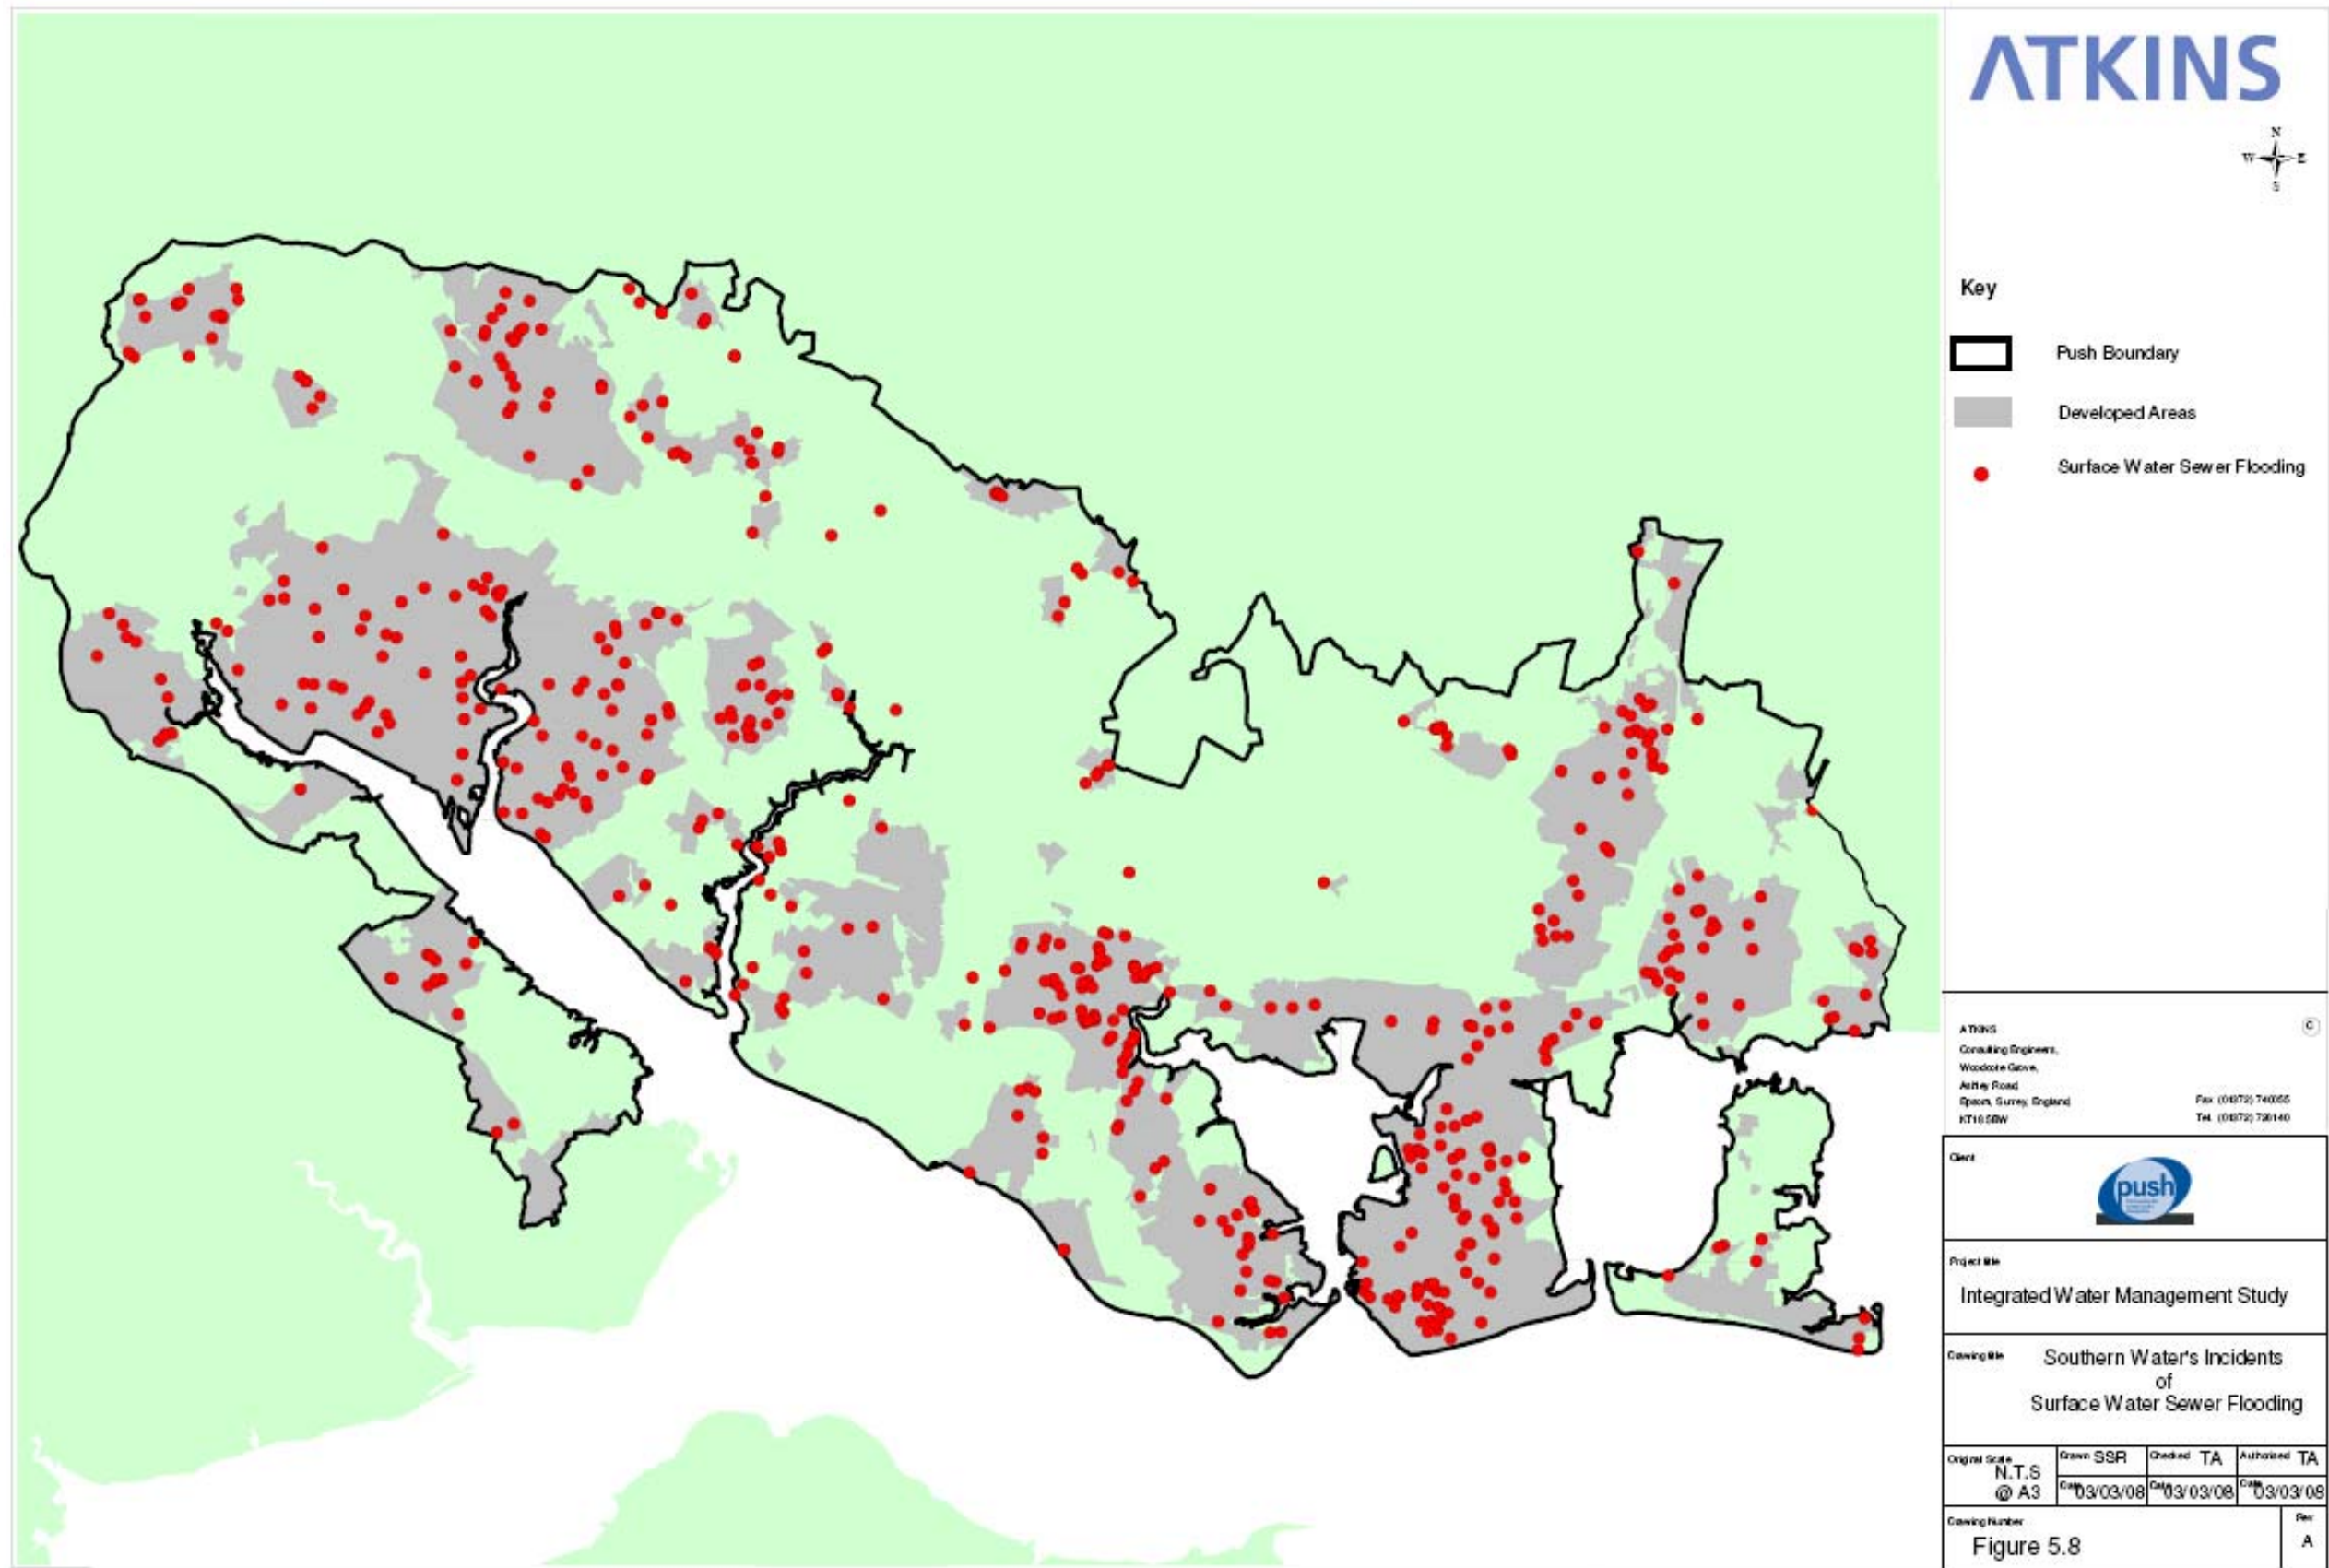 ATKINS
N
W E
S
Key
Push Boundary
Developed Areas
Surface Water Sewer Flooding
ATKINS
©
Consulting Engineers,
Woodcote Grove,
Ashley Road
Epsom, Surrey, England
KT18 5BW
Fax (01372) 740055
Tel. (01372) 726140
Client
push
Project title
Integrated Water Management Study
Drawing title
Southern Water's Incidents
of
Surface Water Sewer Flooding
Original Scale
N.T.S
@ A3
Drawn SSR
Checked TA
Authorised TA
Date 03/03/08
Date 03/03/08
Date 03/03/08
Drawing Number
Figure 5.8
Rev
A